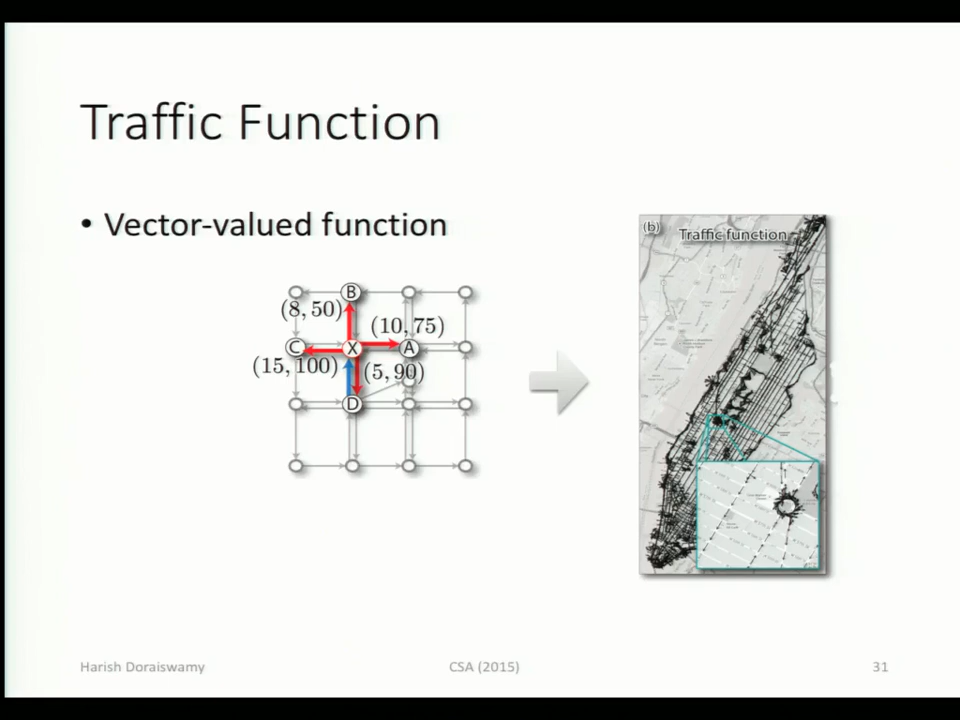 Traffic Function
• Vector-valued function
B
(8, 50)
(10, 75)
C
X
A
(15, 100)
(5, 90)
D
(b)
Traffic function
Harish Doraiswamy
CSA (2015)
31